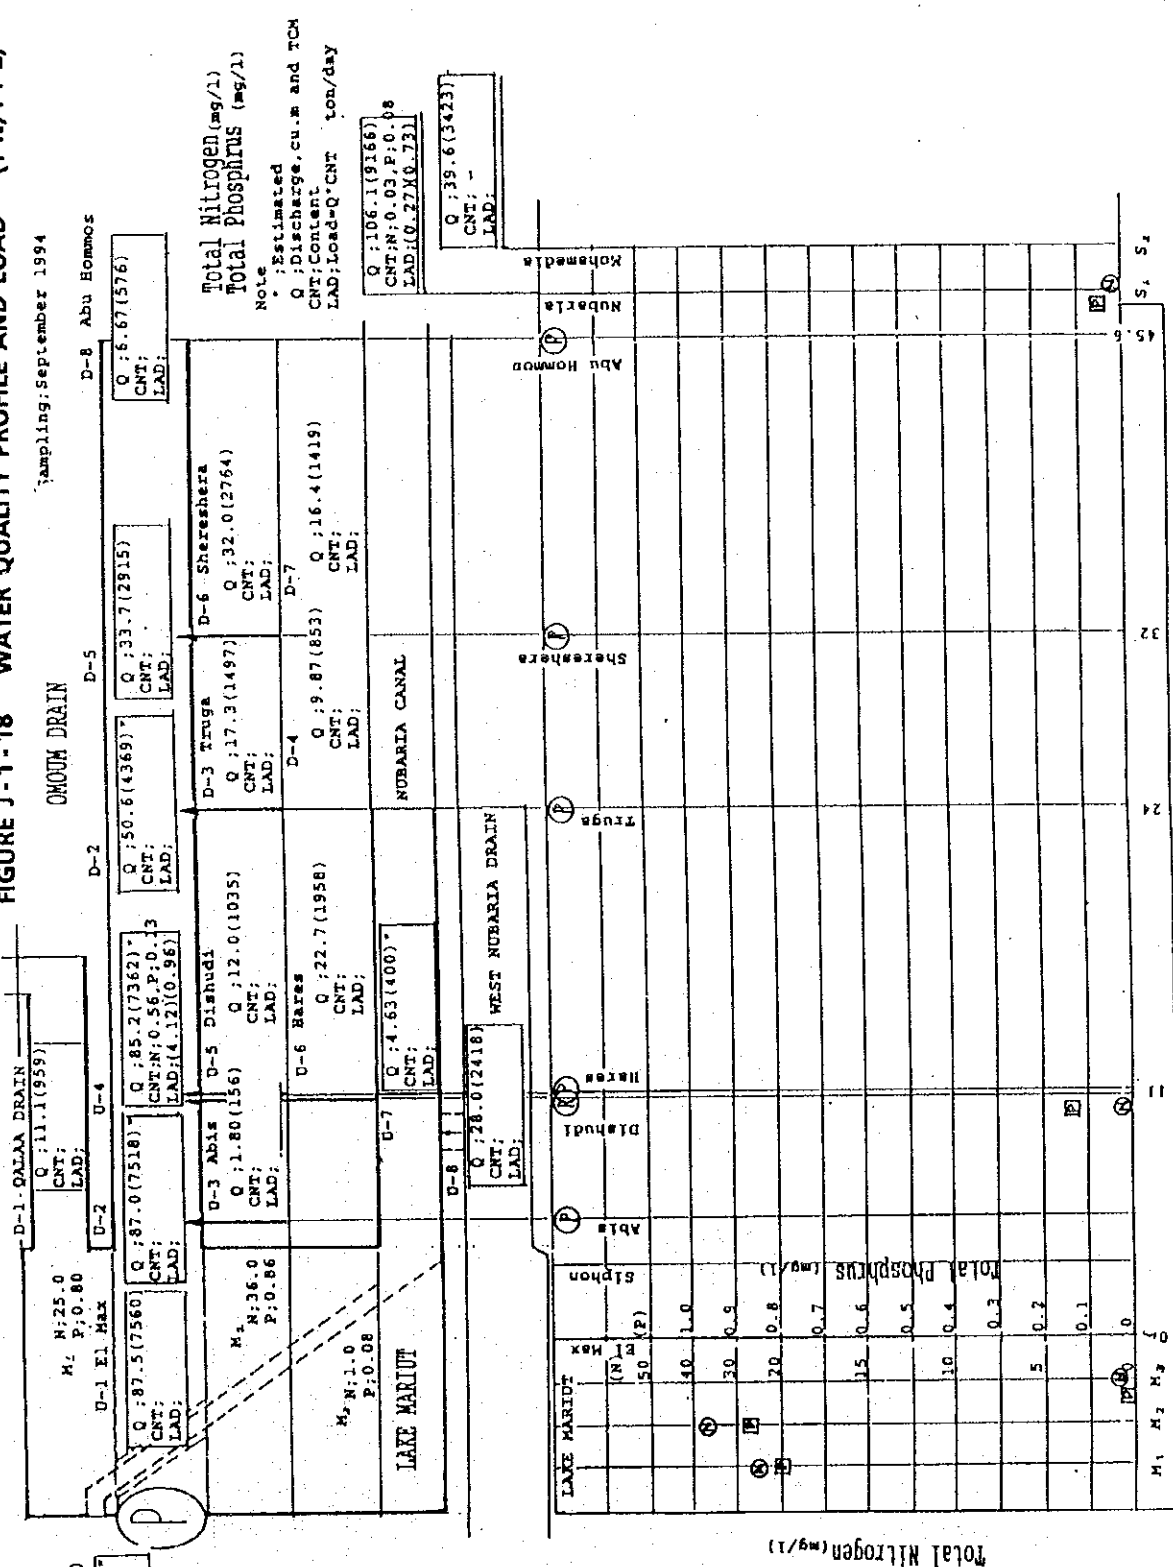 FIGURE J-1-18 WATER QUALITY PROFILE AND LOAD
OMOUM DRAIN
Sampling;September 1994
D-1 QALAA DRAIN
Q ;11.1(959)
CNT;
LAD;
M₁ N;25.0
P;0.80
U-1 El Max
Q ;87.5(7560)
CNT;
LAD;
U-2
Q ;87.0(7518)*
CNT;
LAD;
U-4
Q ;85.2(7362)*
CNT;N;0.56,P;0.13
LAD;(4.12)(0.96)
D-2
Q ;50.6(4369)*
CNT;
LAD;
D-5
Q ;33.7(2915)
CNT;
LAD;
D-8 Abu Hommos
Q ;6.67(576)
CNT;
LAD;
M₂ N;36.0
P;0.86
U-3 Abis
Q ;1.80(156)
CNT;
LAD;
U-5 Dishudi
Q ;12.0(1035)
CNT;
LAD;
D-3 Truga
Q ;17.3(1497)
CNT;
LAD;
D-6 Shereshera
Q ;32.0(2764)
CNT;
LAD;
U-6 Hares
Q ;22.7(1958)
CNT;
LAD;
D-4
Q ;9.87(853)
CNT;
LAD;
D-7
Q ;16.4(1419)
CNT;
LAD;
Total Nitrogen(mg/l)
Total Phosphrus (mg/l)
Note
* ;Estimated
Q ;Discharge,cu.m and TCM
CNT;Content
LAD;Load=Q*CNT ton/day
M₃ N;1.0
P;0.08
LAKE MARIUT
U-7
Q ;4.63(400)*
CNT;
LAD;
NUBARIA CANAL
Q ;106.1(9166)
CNT;N;0.03,P;0.08
LAD;(0.27)(0.73)
U-8
Q ;28.0(2418)
CNT;
LAD;
WEST NUBARIA DRAIN
Q ;39.6(3423)
CNT; -
LAD;
LAKE MARIUT
El Max
Siphon
Abis
Dishudi
Hares
Truga
Shereshera
Abu Hommos
Nubaria
Mohamedia
P
P
P
P
P
P
P
(N) (P)
50
40 1.0
30 0.9
20 0.8
0.7
15 0.6
0.5
10 0.4
0.3
5 0.2
0.1
0 0
Total Nitrogen(mg/l)
Total Phosphrus (mg/l)
N P
N P
N P
N P
N P
M₁ M₂ M₃ 0 11 24 32 45.6 S₁ S₂